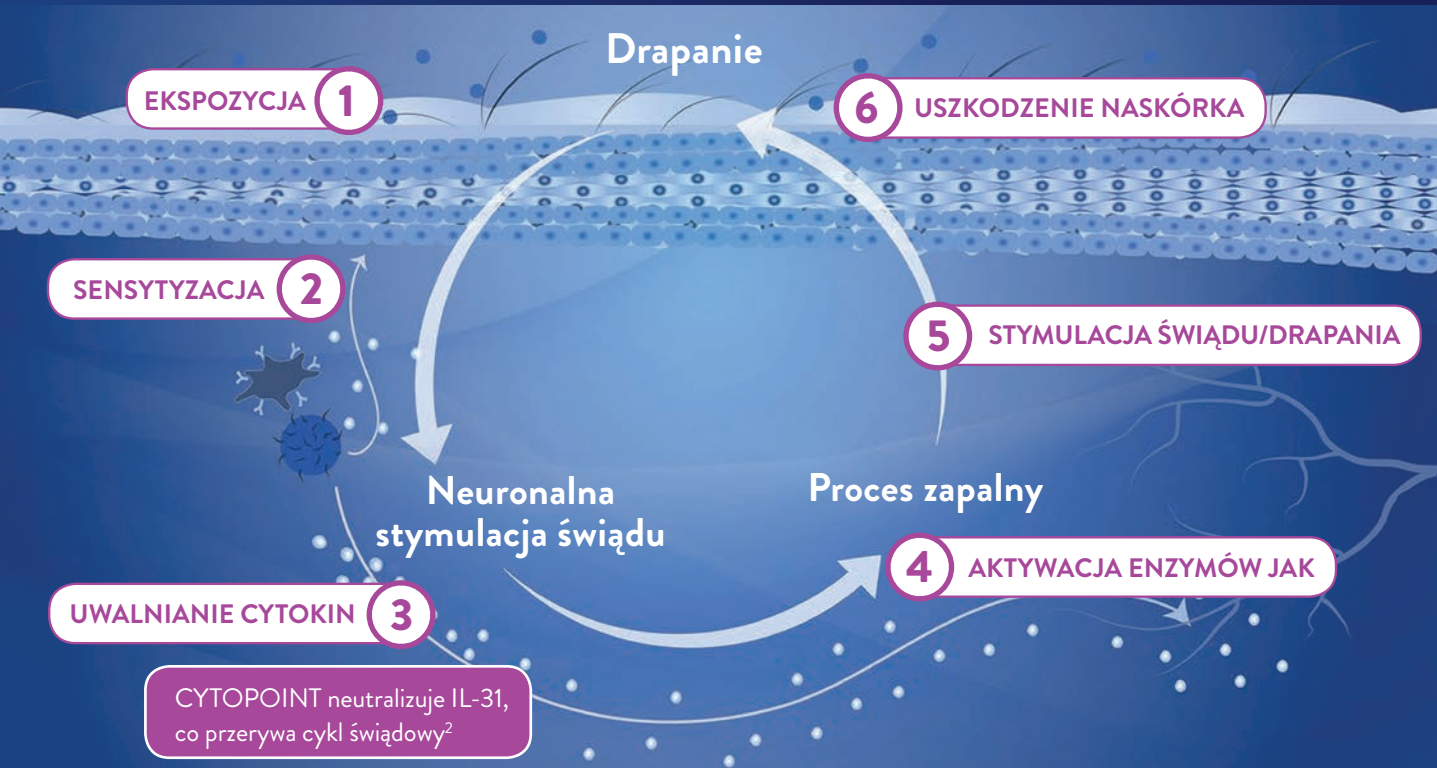 Drapanie
EKSPOZYCJA 1
6 USZKODZENIE NASKÓRKA
SENSYTYZACJA 2
5 STYMULACJA ŚWIĄDU/DRAPANIA
Neuronalna
stymulacja świądu
Proces zapalny
4 AKTYWACJA ENZYMÓW JAK
UWALNIANIE CYTOKIN 3
CYTOPOINT neutralizuje IL-31,
co przerywa cykl świądowy²